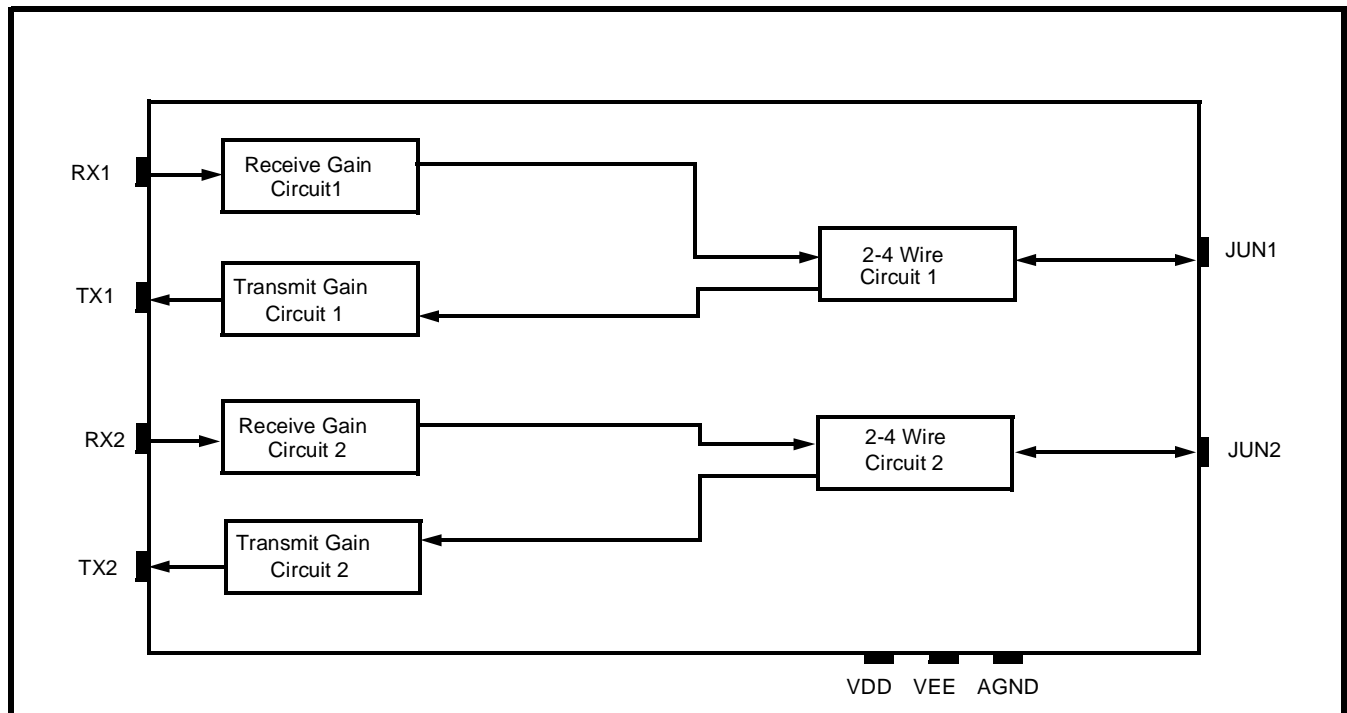 RX1
Receive Gain
Circuit1
TX1
Transmit Gain
Circuit 1
2-4 Wire
Circuit 1
JUN1
RX2
Receive Gain
Circuit 2
2-4 Wire
Circuit 2
JUN2
TX2
Transmit Gain
Circuit 2
VDD
VEE
AGND